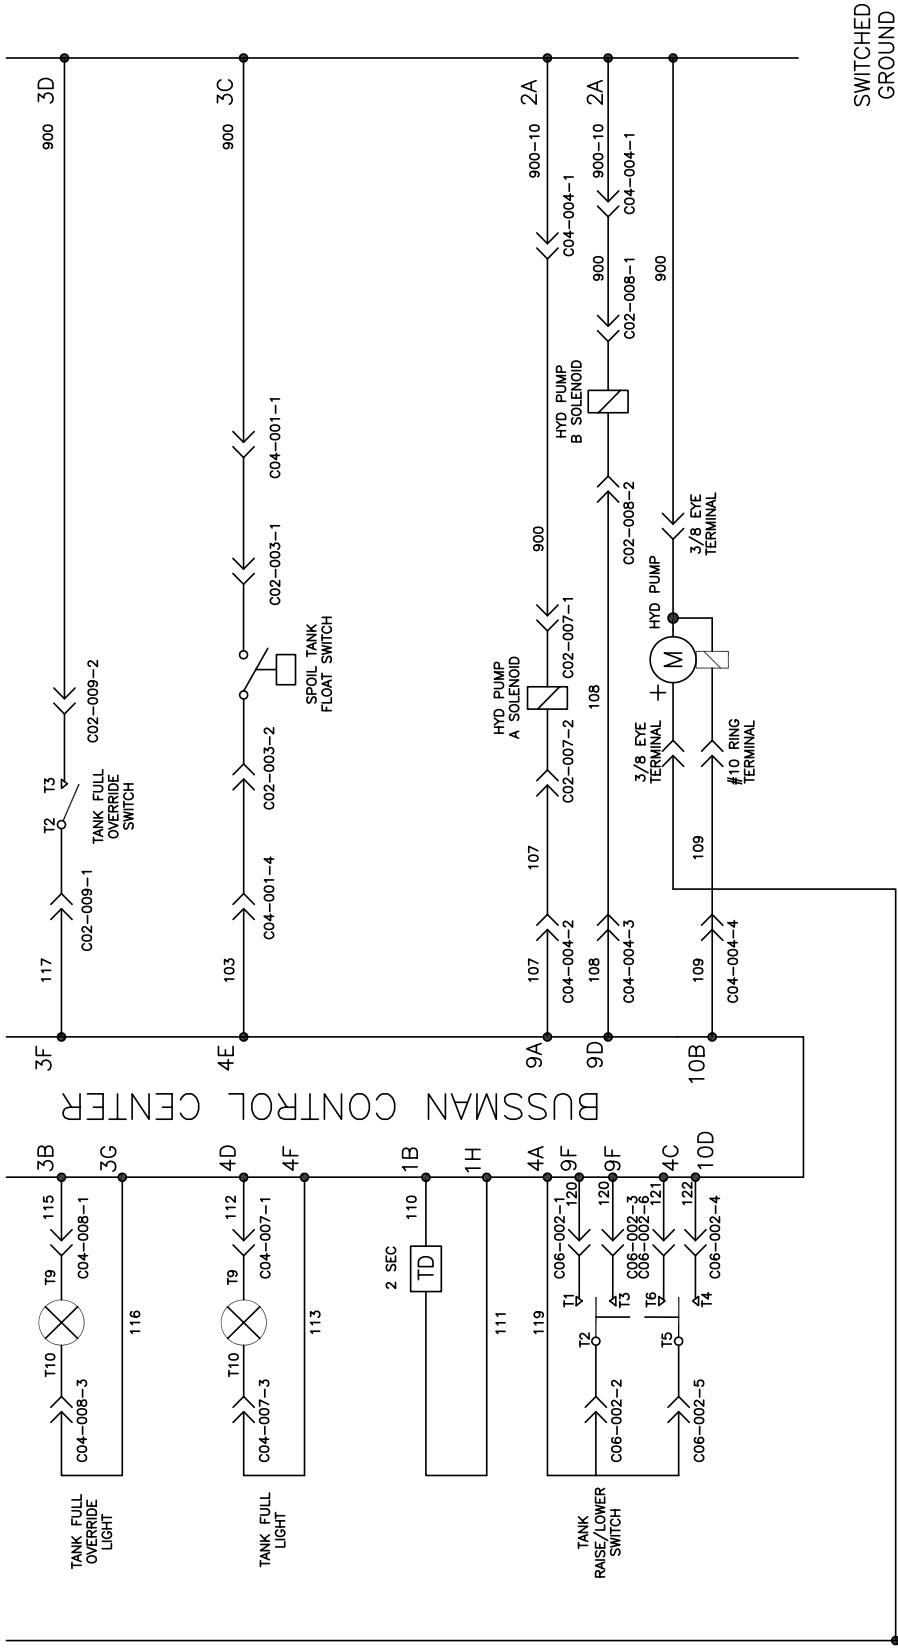 SWITCHED
GROUND
3D
900
C02-009-2
T3
T2
TANK FULL
OVERRIDE
SWITCH
C02-009-1
117
3F
3C
900
C04-001-1
C02-003-1
SPOIL TANK
FLOAT SWITCH
C02-003-2
C04-001-4
103
4E
2A
900-10
C04-004-1
900
C02-007-1
HYD PUMP
A SOLENOID
C02-007-2
107
107
C04-004-2
9A
2A
900-10
C04-004-1
900
C02-008-1
HYD PUMP
B SOLENOID
C02-008-2
108
108
C04-004-3
9D
900
3/8 EYE
TERMINAL
HYD PUMP
M
+
3/8 EYE
TERMINAL
#10 RING
TERMINAL
109
109
C04-004-4
10B
BUSSMAN CONTROL CENTER
3B
115
C04-008-1
T9
T10
C04-008-3
3G
116
TANK FULL
OVERRIDE
LIGHT
4D
112
C04-007-1
T9
T10
C04-007-3
4F
113
TANK FULL
LIGHT
1B
110
2 SEC
TD
1H
111
4A
119
9F
120
C06-002-1
T1
9F
120
C06-002-3
T3
T2
C06-002-2
4C
121
C06-002-6
T6
10D
122
C06-002-4
T4
T5
C06-002-5
TANK
RAISE/LOWER
SWITCH